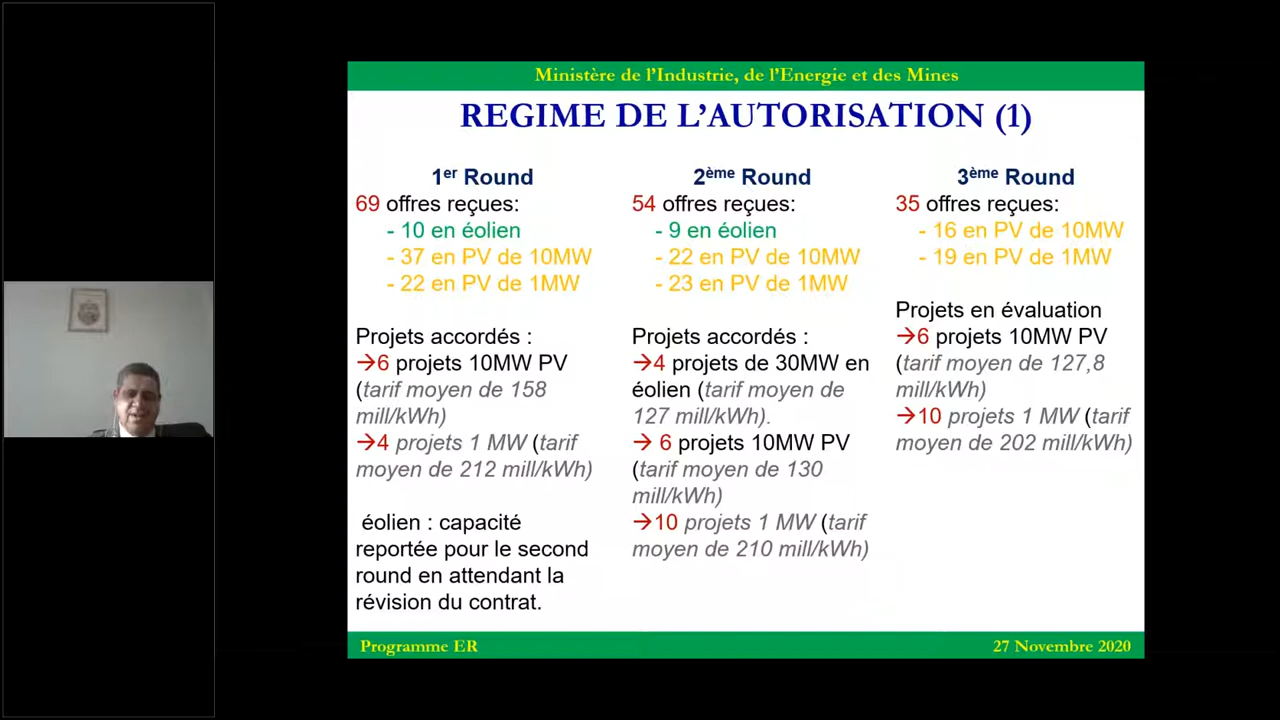 Ministère de l'Industrie, de l'Energie et des Mines
REGIME DE L'AUTORISATION (1)
1er Round
69 offres reçues:
- 10 en éolien
- 37 en PV de 10MW
- 22 en PV de 1MW
Projets accordés :
→6 projets 10MW PV
(tarif moyen de 158
mill/kWh)
→4 projets 1 MW (tarif
moyen de 212 mill/kWh)
éolien : capacité
reportée pour le second
round en attendant la
révision du contrat.
2ème Round
54 offres reçues:
- 9 en éolien
- 22 en PV de 10MW
- 23 en PV de 1MW
Projets accordés :
→4 projets de 30MW en
éolien (tarif moyen de
127 mill/kWh).
→ 6 projets 10MW PV
(tarif moyen de 130
mill/kWh)
→10 projets 1 MW (tarif
moyen de 210 mill/kWh)
3ème Round
35 offres reçues:
- 16 en PV de 10MW
- 19 en PV de 1MW
Projets en évaluation
→6 projets 10MW PV
(tarif moyen de 127,8
mill/kWh)
→10 projets 1 MW (tarif
moyen de 202 mill/kWh)
Programme ER
27 Novembre 2020